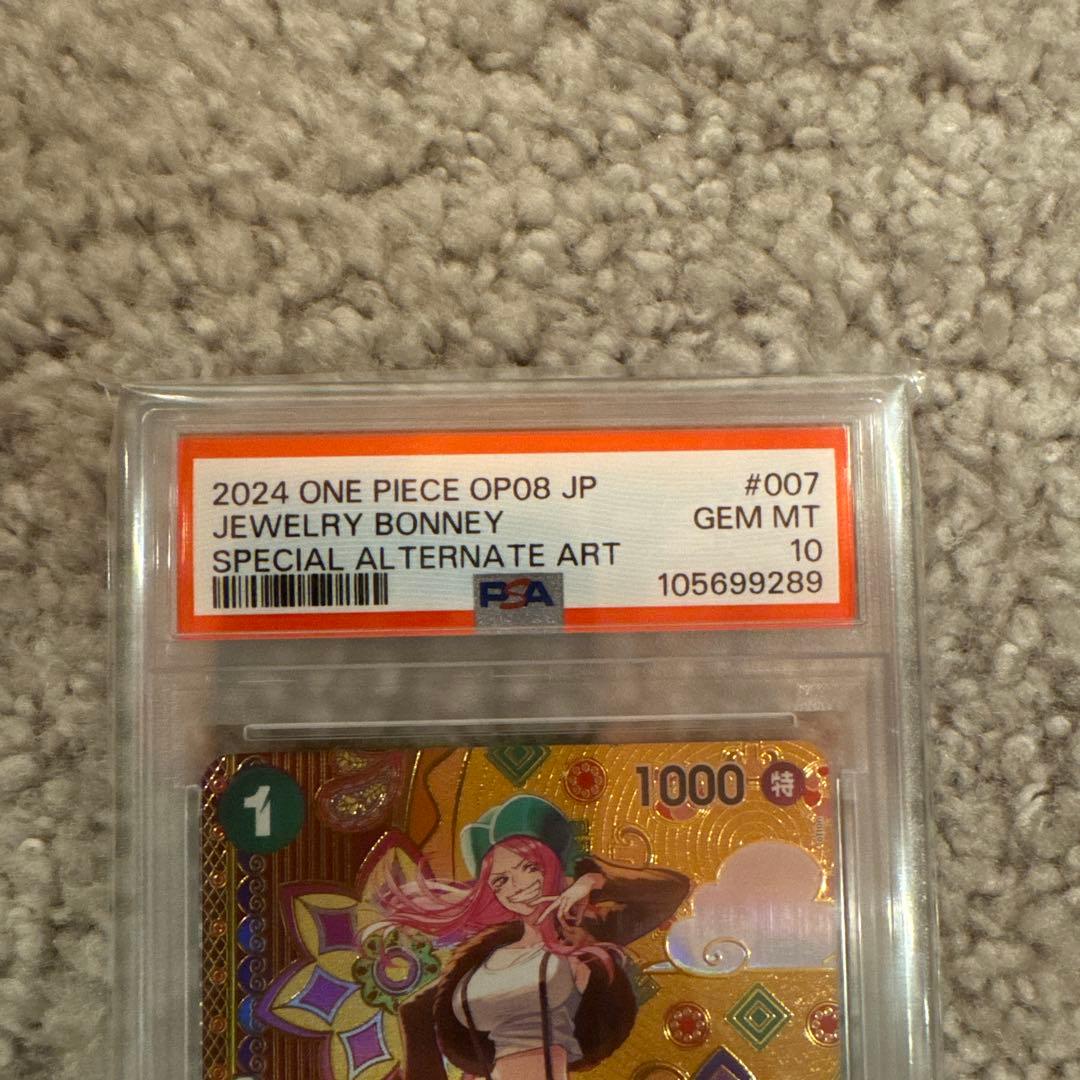 2024 ONE PIECE OP08 JP #007
JEWELRY BONNEY GEM MT
SPECIAL ALTERNATE ART 10
PSA 105699289
1 1000 特